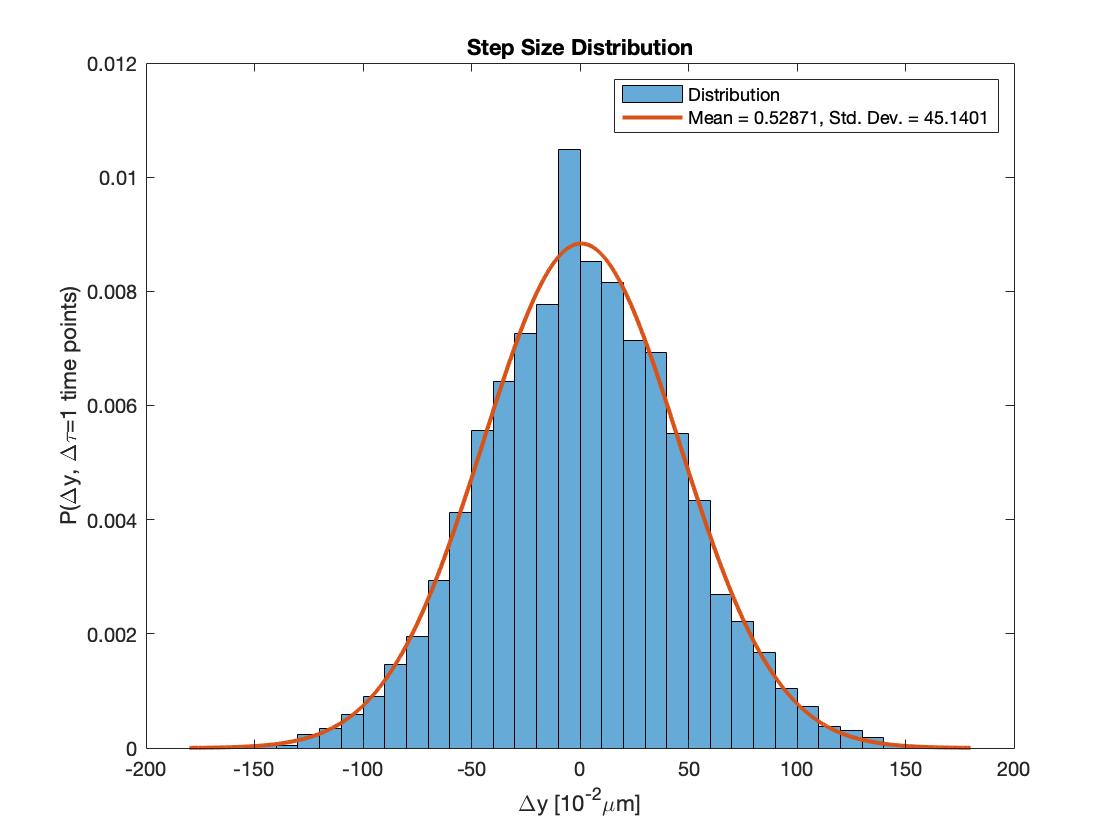 Step Size Distribution
Distribution
Mean = 0.52871, Std. Dev. = 45.1401
P(Δy, Δτ=1 time points)
0.012
0.01
0.008
0.006
0.004
0.002
0
-200 -150 -100 -50 0 50 100 150 200
Δy [10⁻²μm]